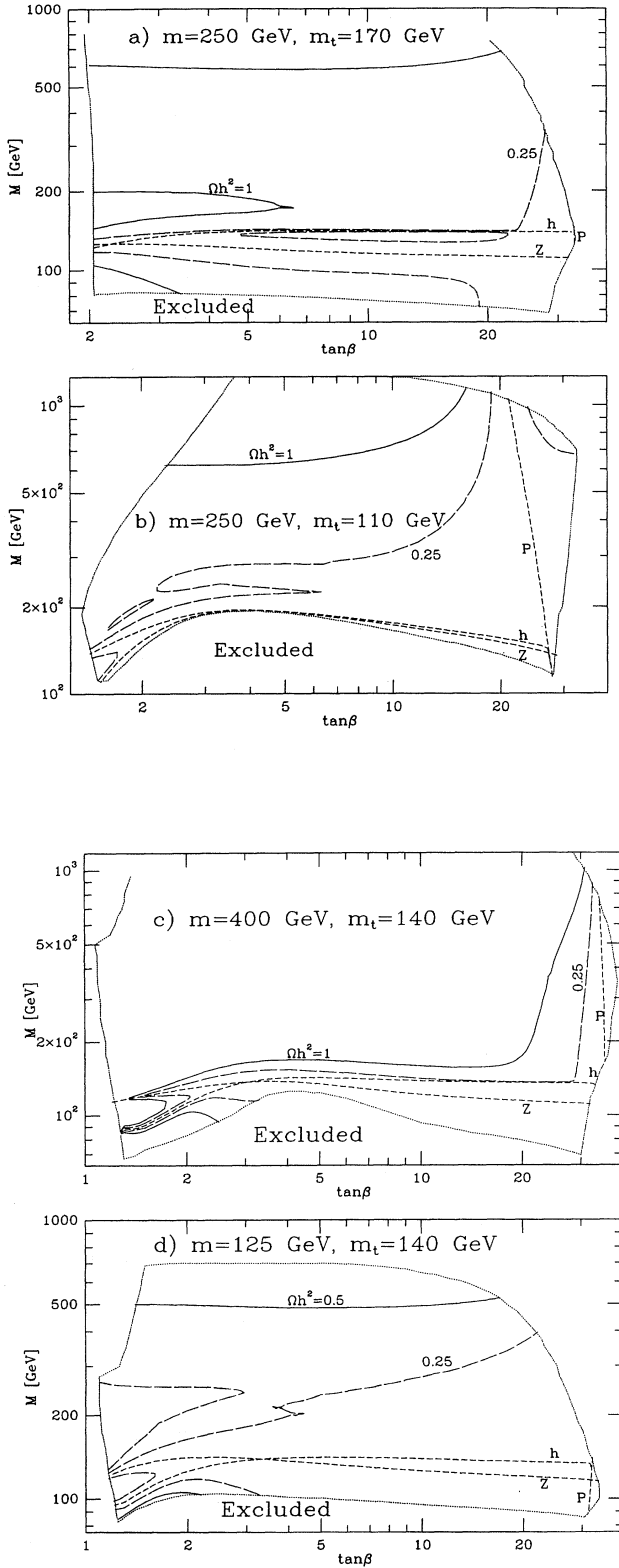 1000
a) m=250 GeV, mₜ=170 GeV
500
0.25
M [GeV]
200
Ωh²=1
h
P
Z
100
Excluded
2
5
10
20
tanβ
10³
Ωh²=1
M [GeV]
5×10²
b) m=250 GeV, mₜ=110 GeV
0.25
P
2×10²
Excluded
h
Z
10²
2
5
10
20
tanβ
10³
c) m=400 GeV, mₜ=140 GeV
5×10²
0.25
M [GeV]
P
2×10²
Ωh²=1
h
Z
10²
Excluded
1
2
5
10
20
tanβ
1000
d) m=125 GeV, mₜ=140 GeV
500
Ωh²=0.5
M [GeV]
0.25
200
h
Z
100
P
Excluded
1
2
5
10
20
tanβ